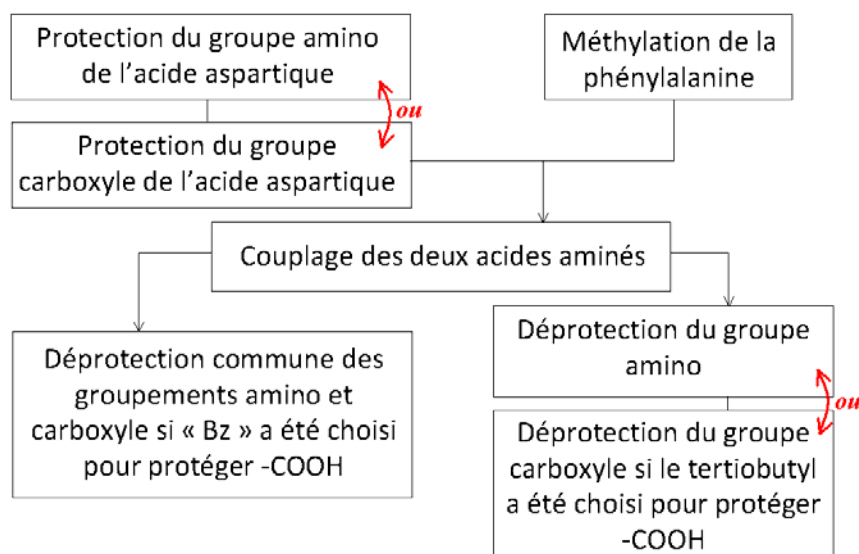 Protection du groupe amino
de l’acide aspartique
ou
Protection du groupe
carboxyle de l’acide aspartique
Méthylation de la
phénylalanine
Couplage des deux acides aminés
Déprotection commune des
groupements amino et
carboxyle si « Bz » a été choisi
pour protéger -COOH
Déprotection du groupe
amino
ou
Déprotection du groupe
carboxyle si le tertiobutyl
a été choisi pour protéger
-COOH